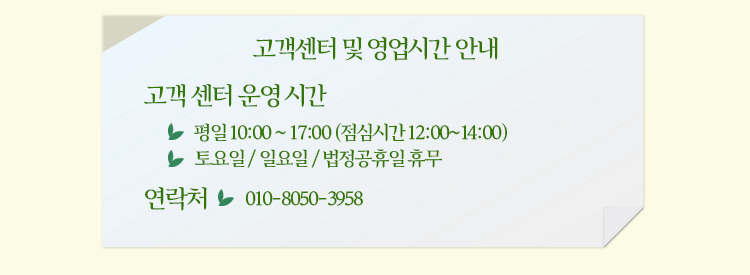 고객센터 및 영업시간 안내
고객 센터 운영 시간
평일 10:00 ~ 17:00 (점심시간 12:00~14:00)
토요일 / 일요일 / 법정공휴일 휴무
연락처 010-8050-3958